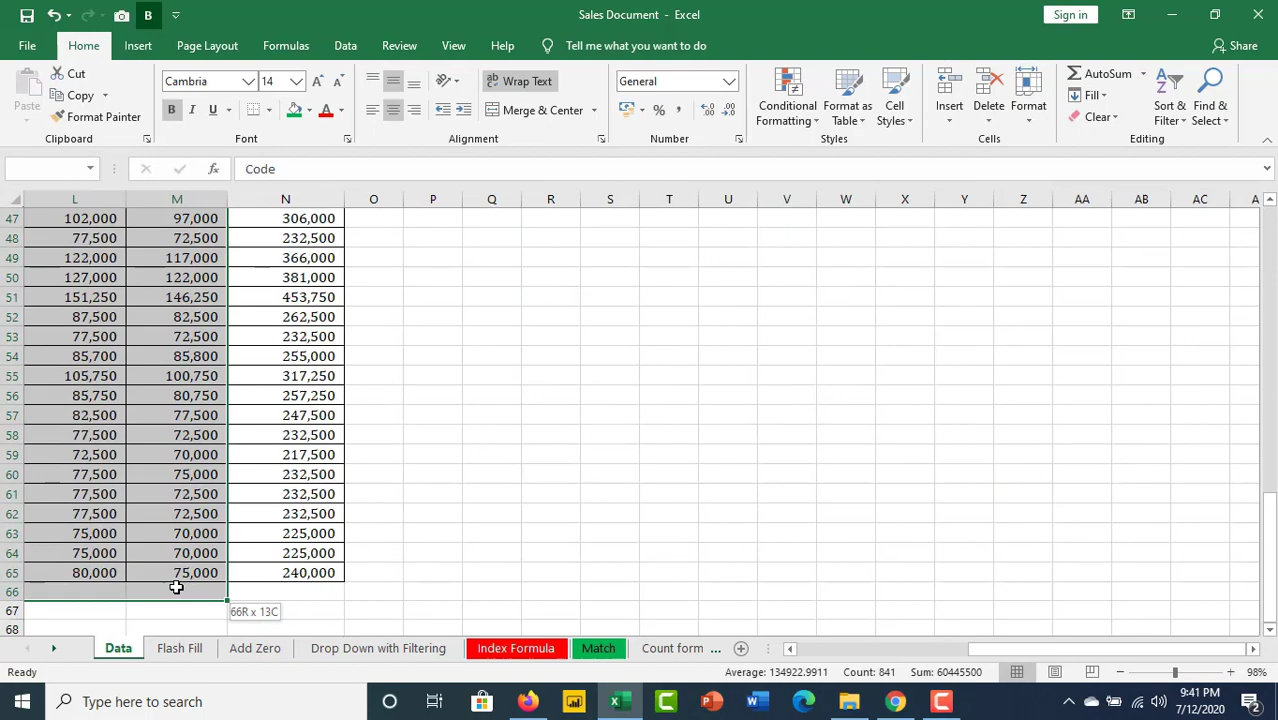 B
Sales Document - Excel
Sign in
File Home Insert Page Layout Formulas Data Review View Help Tell me what you want to do Share
Paste Cut Copy Format Painter
Cambria 14 B I U A
Wrap Text Merge & Center
General
Conditional Formatting Format as Table Cell Styles
Insert Delete Format
AutoSum Fill Clear
Sort & Filter Find & Select
Clipboard Font Alignment Number Styles Cells Editing
fx Code
L M N O P Q R S T U V W X Y Z AA AB AC A
47 102,000 97,000 306,000
48 77,500 72,500 232,500
49 122,000 117,000 366,000
50 127,000 122,000 381,000
51 151,250 146,250 453,750
52 87,500 82,500 262,500
53 77,500 72,500 232,500
54 85,700 85,800 255,000
55 105,750 100,750 317,250
56 85,750 80,750 257,250
57 82,500 77,500 247,500
58 77,500 72,500 232,500
59 72,500 70,000 217,500
60 77,500 75,000 232,500
61 77,500 72,500 232,500
62 77,500 72,500 232,500
63 75,000 70,000 225,000
64 75,000 70,000 225,000
65 80,000 75,000 240,000
66
67 66R x 13C
68
Data Flash Fill Add Zero Drop Down with Filtering Index Formula Match Count form ...
Ready Average: 134922.9911 Count: 841 Sum: 60445500 98%
Type here to search
9:41 PM
7/12/2020
2